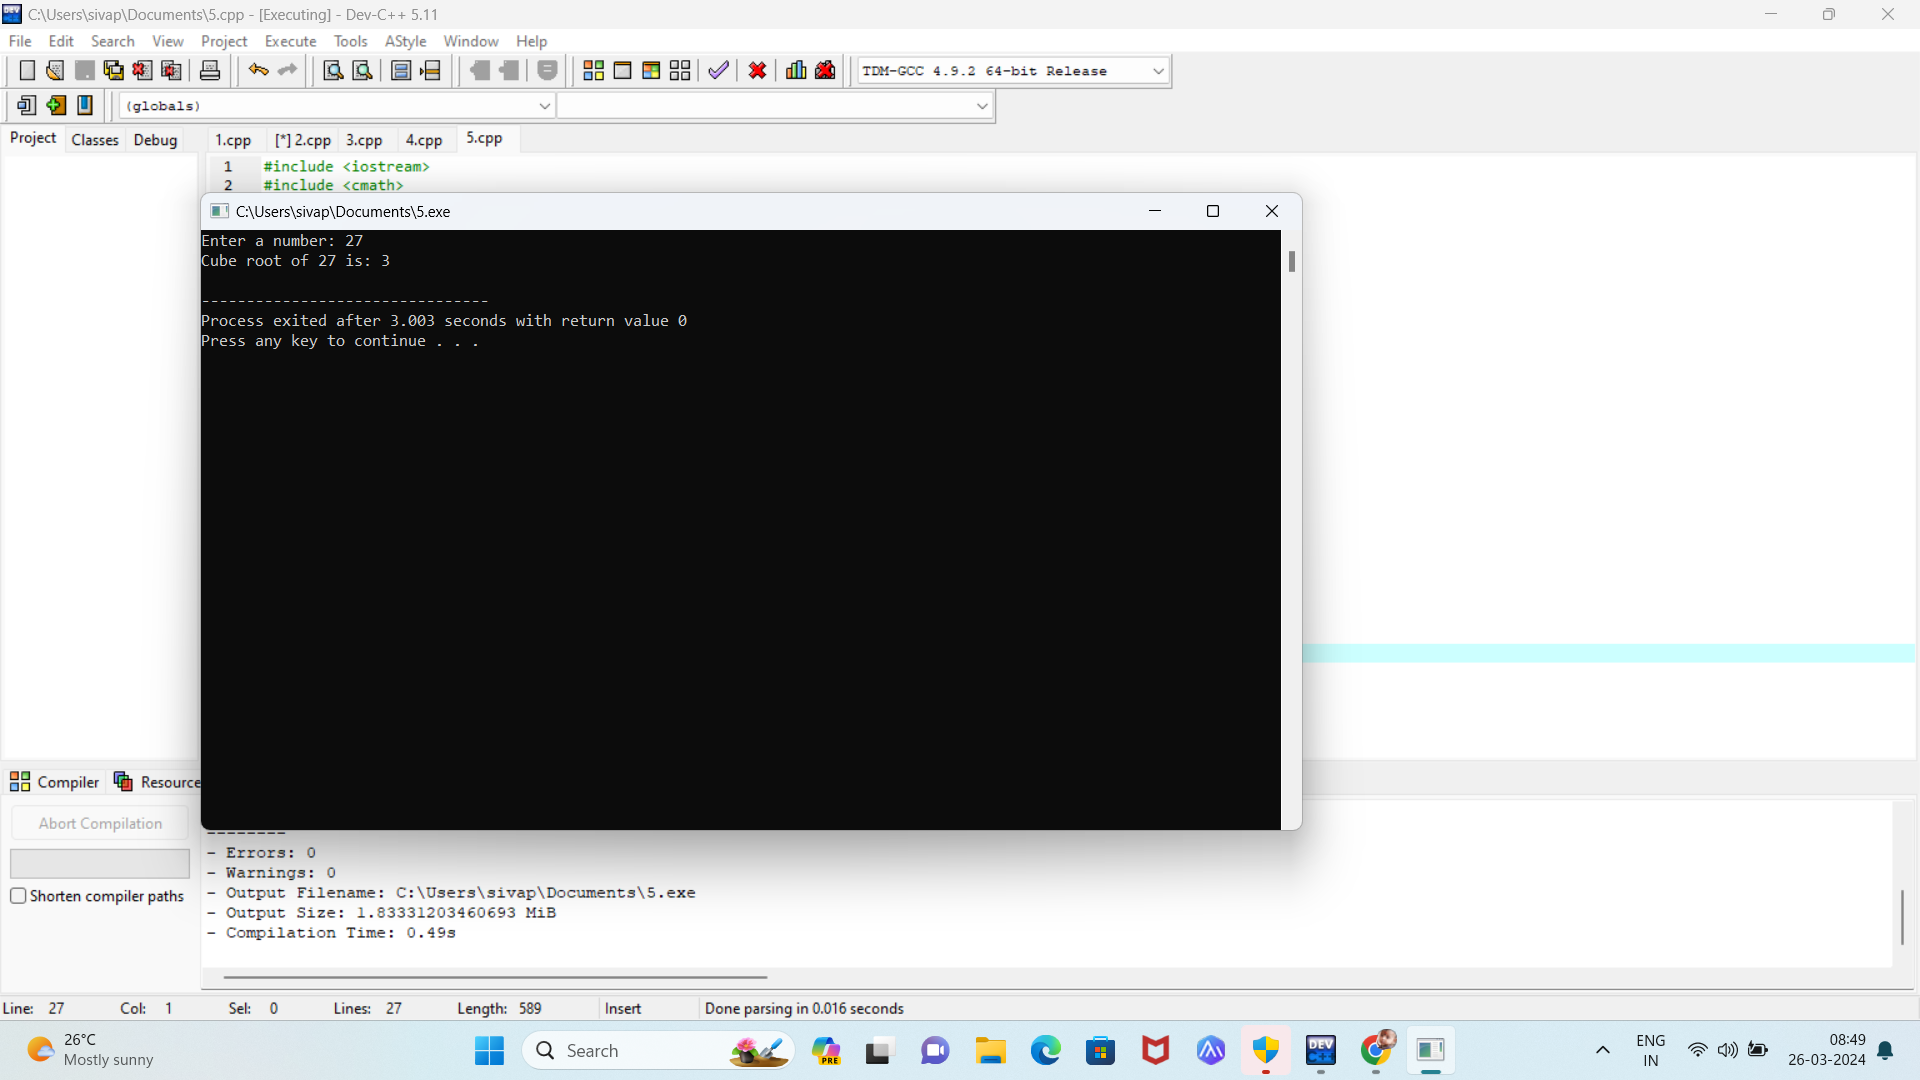 C:\Users\sivap\Documents\5.cpp - [Executing] - Dev-C++ 5.11
File Edit Search View Project Execute Tools AStyle Window Help
TDM-GCC 4.9.2 64-bit Release
(globals)
Project Classes Debug
1.cpp [*] 2.cpp 3.cpp 4.cpp 5.cpp
1 #include <iostream>
2 #include <cmath>
C:\Users\sivap\Documents\5.exe
Enter a number: 27
Cube root of 27 is: 3
--------------------------------
Process exited after 3.003 seconds with return value 0
Press any key to continue . . .
Compiler Resource
Abort Compilation
Shorten compiler paths
--------
- Errors: 0
- Warnings: 0
- Output Filename: C:\Users\sivap\Documents\5.exe
- Output Size: 1.83331203460693 MiB
- Compilation Time: 0.49s
Line: 27 Col: 1 Sel: 0 Lines: 27 Length: 589 Insert Done parsing in 0.016 seconds
26°C
Mostly sunny
Search
PRE
DEV
ENG
IN
08:49
26-03-2024